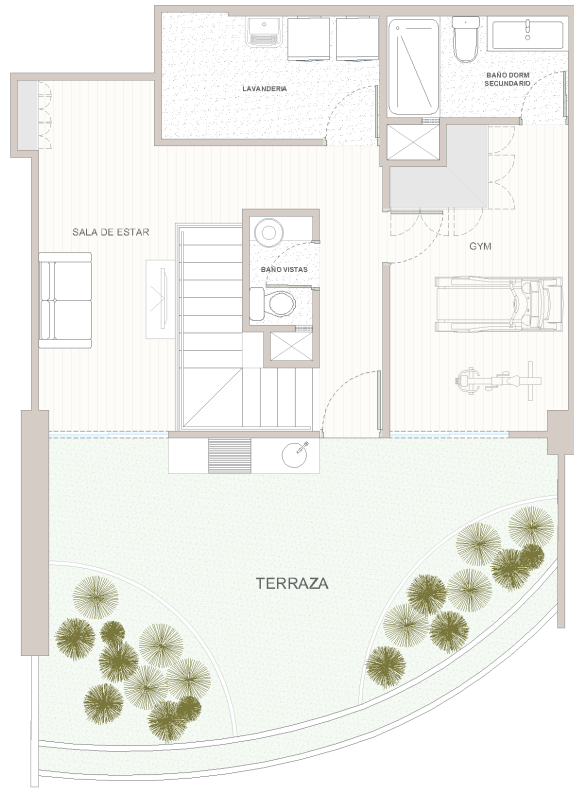 LAVANDERIA
BAÑO DORM
SECUNDARIO
SALA DE ESTAR
GYM
BAÑO VISTAS
TERRAZA